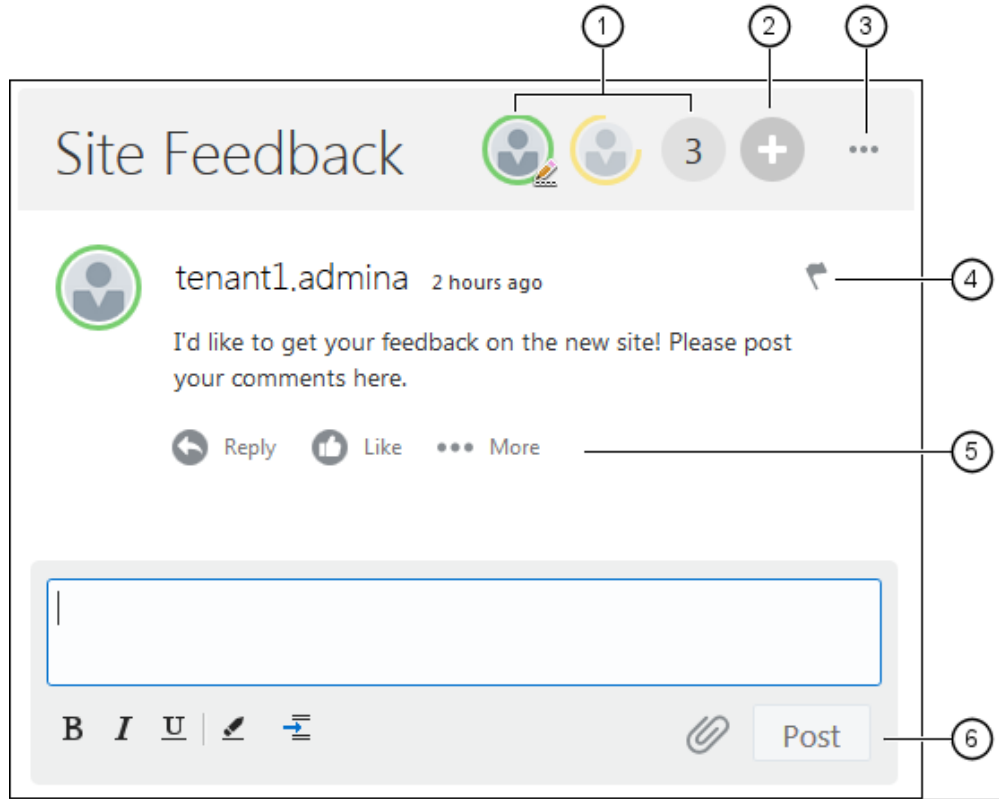 1 2 3
Site Feedback 3
tenant1.admina 2 hours ago
4
I'd like to get your feedback on the new site! Please post
your comments here.
Reply Like More
5
B I U
Post
6